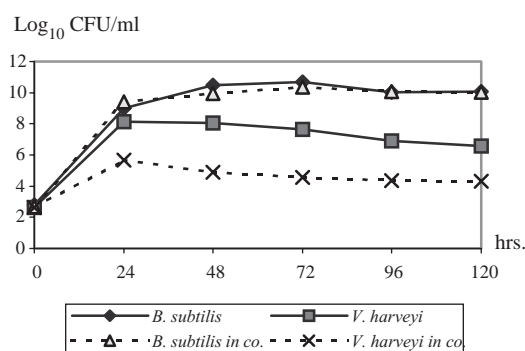 Log10 CFU/ml
12
10
8
6
4
2
0
0 24 48 72 96 120
hrs.
B. subtilis V. harveyi
B. subtilis in co. V. harveyi in co.